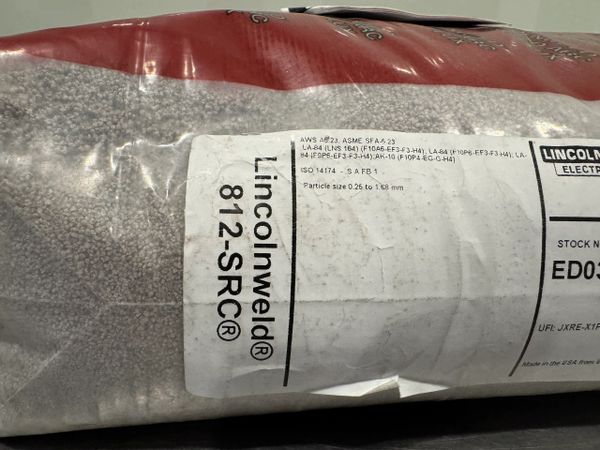 Lincolnweld®
812-SRC®
AWS A5.23, ASME SFA-5.23
LA-84 (LNS 164) (F10A6-EF3-F3-H4); LA-84 (F10P6-EF3-F3-H4); LA-
84 (F9P6-EF3-F3-H4);AK-10 (F10P4-EG-G-H4)
ISO 14174 - S A FB 1
Particle size 0.25 to 1.68 mm
LINCOLN
ELECTR
STOCK N
ED03
UFI: JXRE-X1F
Made in the USA from